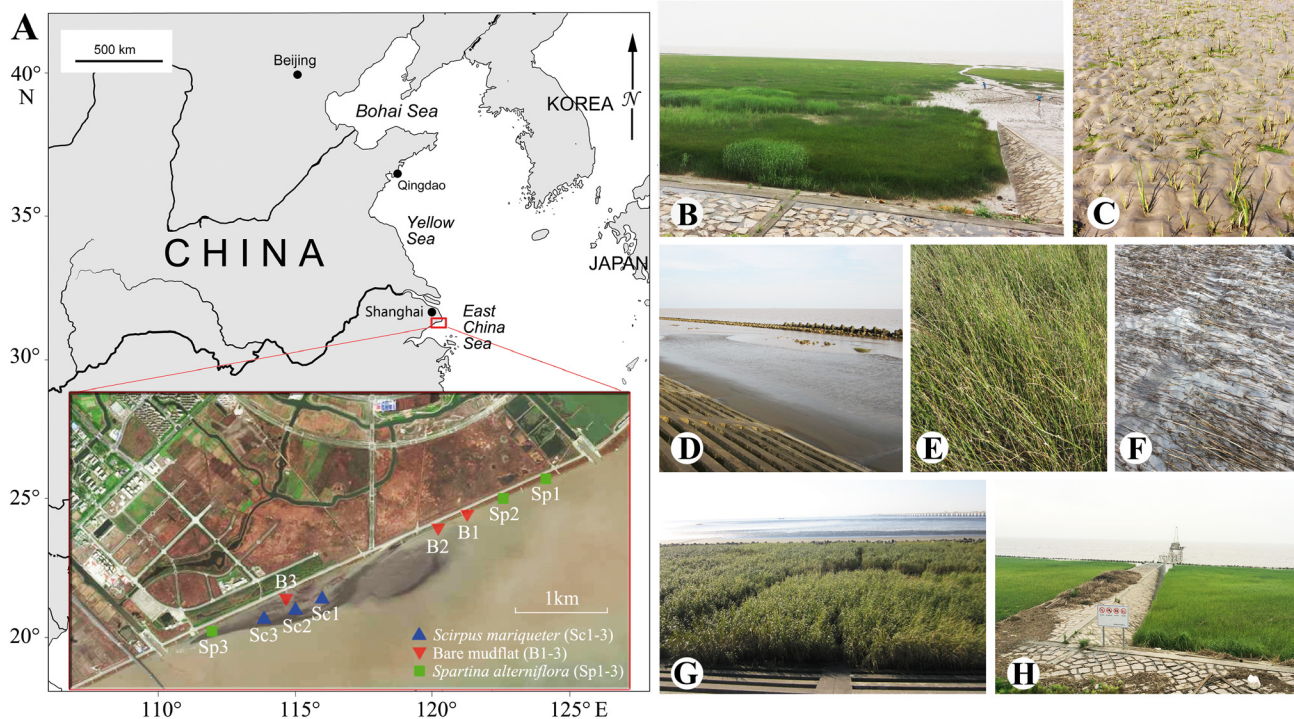 A
500 km
40°
N
Beijing
Bohai Sea
KOREA
N
Qingdao
35°
Yellow
Sea
CHINA
JAPAN
Shanghai
East
China
Sea
30°
25°
Sp1
Sp2
B1
B2
B3
Sc1
Sc2
Sc3
Sp3
1km
Scirpus mariqueter (Sc1-3)
Bare mudflat (B1-3)
Spartina alterniflora (Sp1-3)
20°
110°
115°
120°
125° E
B
C
D
E
F
G
H